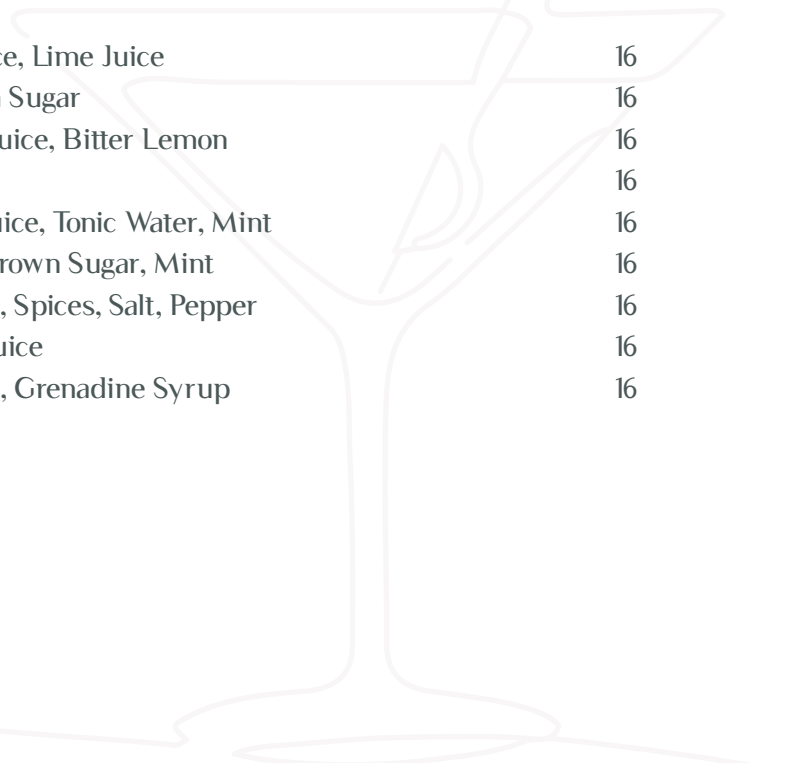 ce, Lime Juice 16
Sugar 16
uice, Bitter Lemon 16
16
uice, Tonic Water, Mint 16
rown Sugar, Mint 16
, Spices, Salt, Pepper 16
uice 16
, Grenadine Syrup 16